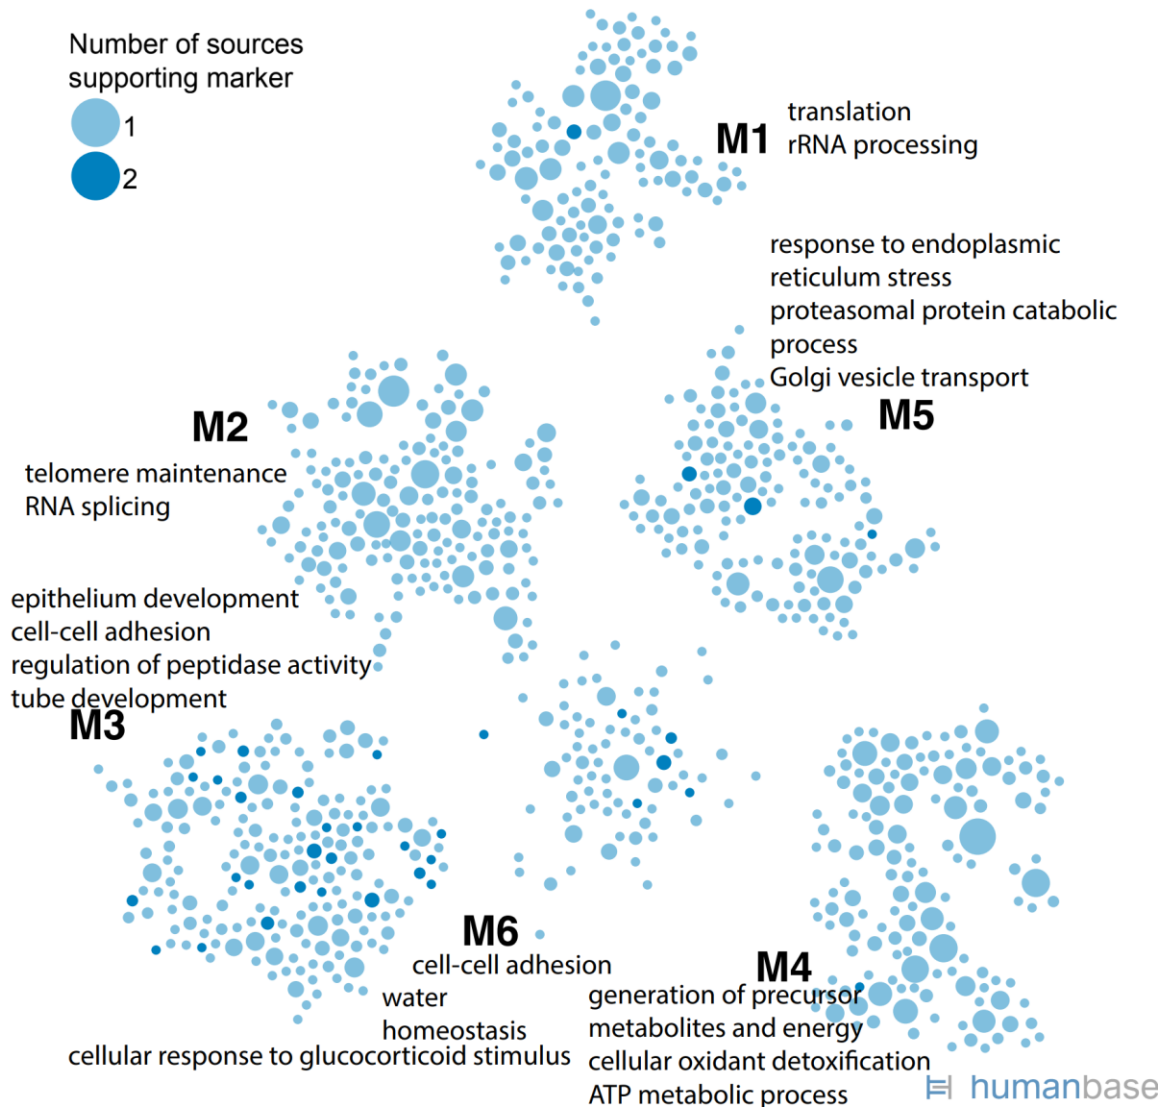 Number of sources
supporting marker
1
2
M1
translation
rRNA processing
response to endoplasmic
reticulum stress
proteasomal protein catabolic
process
Golgi vesicle transport
M5
M2
telomere maintenance
RNA splicing
epithelium development
cell-cell adhesion
regulation of peptidase activity
tube development
M3
M6
cell-cell adhesion
water
homeostasis
cellular response to glucocorticoid stimulus
M4
generation of precursor
metabolites and energy
cellular oxidant detoxification
ATP metabolic process
humanbase